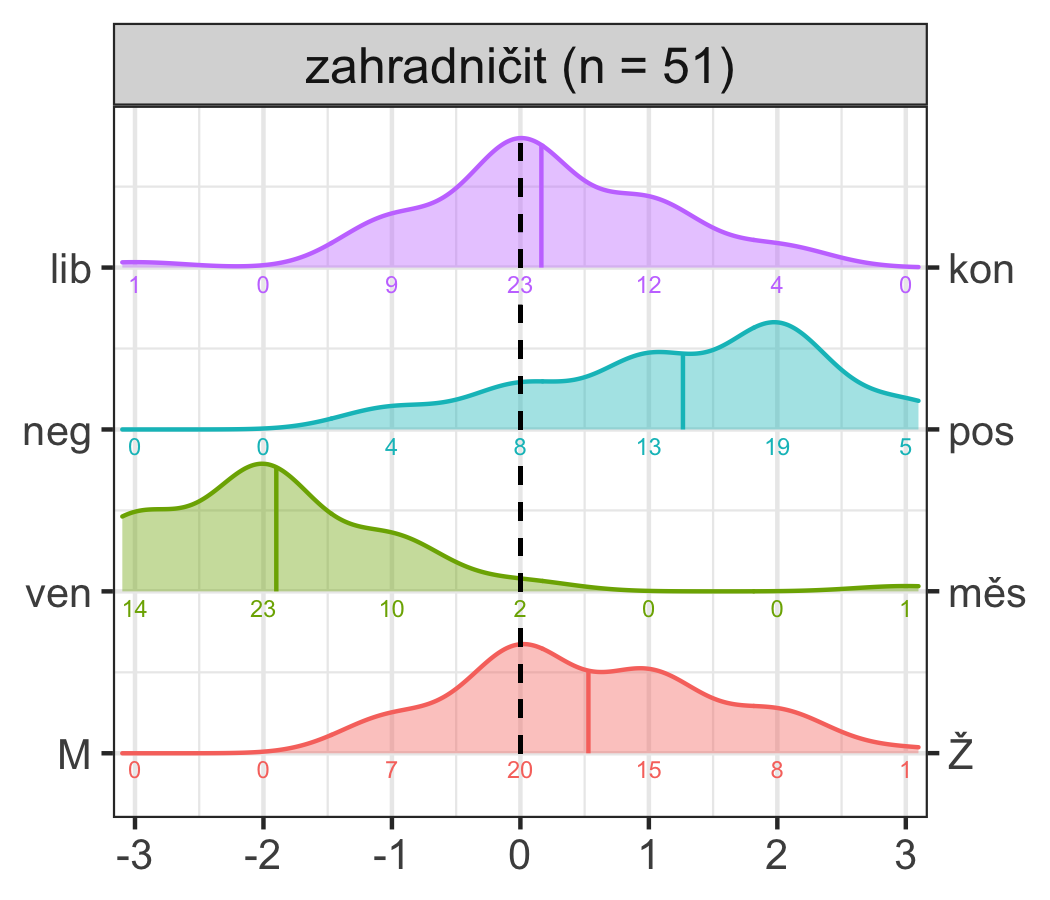 zahradničit (n = 51)
lib kon
1 0 9 23 12 4 0
neg pos
0 0 4 8 13 19 5
ven měs
14 23 10 2 0 0 1
M Ž
0 0 7 20 15 8 1
-3 -2 -1 0 1 2 3